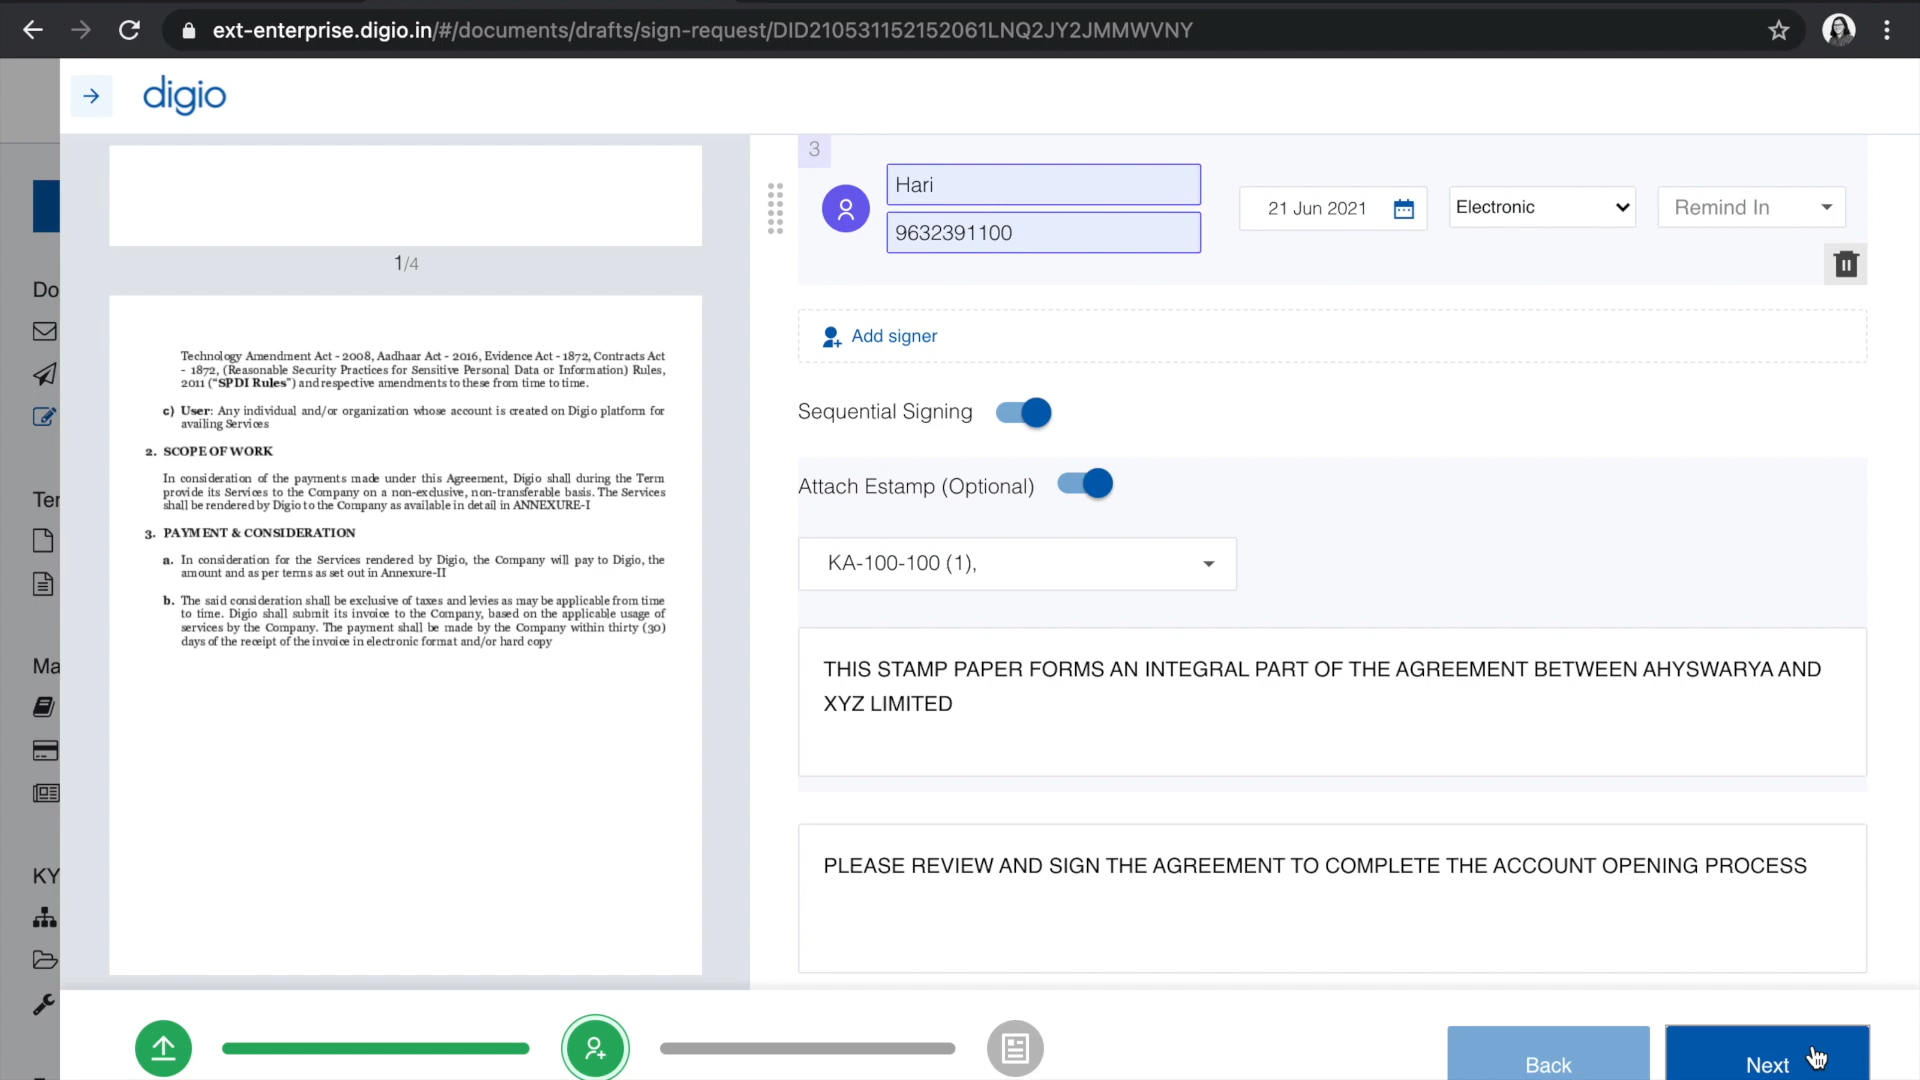 ext-enterprise.digio.in/#/documents/drafts/sign-request/DID210531152152061LNQ2JY2JMMWVNY
digio
Do
Ter
Ma
KY
1/4
Technology Amendment Act - 2008, Aadhaar Act - 2016, Evidence Act - 1872, Contracts Act
- 1872, (Reasonable Security Practices for Sensitive Personal Data or Information) Rules,
2011 (“SPDI Rules”) and respective amendments to these from time to time.
c) User: Any individual and/or organization whose account is created on Digio platform for
availing Services
2. SCOPE OF WORK
In consideration of the payments made under this Agreement, Digio shall during the Term
provide its Services to the Company on a non-exclusive, non-transferable basis. The Services
shall be rendered by Digio to the Company as available in detail in ANNEXURE-I
3. PAYMENT & CONSIDERATION
a. In consideration for the Services rendered by Digio, the Company will pay to Digio, the
amount and as per terms as set out in Annexure-II
b. The said consideration shall be exclusive of taxes and levies as may be applicable from time
to time. Digio shall submit its invoice to the Company, based on the applicable usage of
services by the Company. The payment shall be made by the Company within thirty (30)
days of the receipt of the invoice in electronic format and/or hard copy
3
Hari
9632391100
21 Jun 2021
Electronic
Remind In
Add signer
Sequential Signing
Attach Estamp (Optional)
KA-100-100 (1),
THIS STAMP PAPER FORMS AN INTEGRAL PART OF THE AGREEMENT BETWEEN AHYSWARYA AND
XYZ LIMITED
PLEASE REVIEW AND SIGN THE AGREEMENT TO COMPLETE THE ACCOUNT OPENING PROCESS
Back
Next